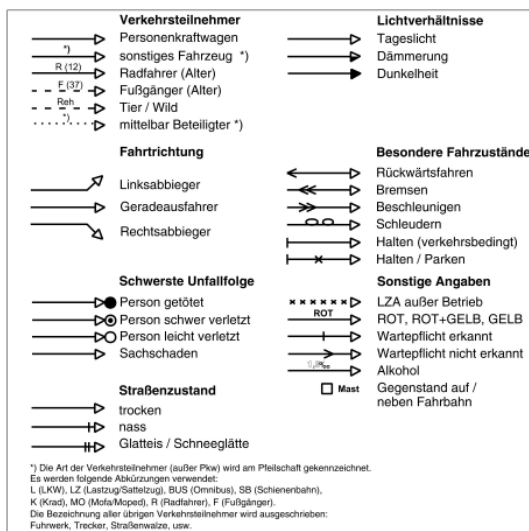 Verkehrsteilnehmer
Personenkraftwagen
*)
sonstiges Fahrzeug *)
R (12)
Radfahrer (Alter)
F (37)
Fußgänger (Alter)
Reh
Tier / Wild
*)
mittelbar Beteiligter *)
Fahrtrichtung
Linksabbieger
Geradeausfahrer
Rechtsabbieger
Schwerste Unfallfolge
Person getötet
Person schwer verletzt
Person leicht verletzt
Sachschaden
Straßenzustand
trocken
nass
Glatteis / Schneeglätte
Lichtverhältnisse
Tageslicht
Dämmerung
Dunkelheit
Besondere Fahrzustände
Rückwärtsfahren
Bremsen
Beschleunigen
Schleudern
Halten (verkehrsbedingt)
Halten / Parken
Sonstige Angaben
LZA außer Betrieb
ROT
ROT, ROT+GELB, GELB
Wartepflicht erkannt
Wartepflicht nicht erkannt
Alkohol
Mast
Gegenstand auf /
neben Fahrbahn
*) Die Art der Verkehrsteilnehmer (außer Pkw) wird am Pfeilschaft gekennzeichnet.
Es werden folgende Abkürzungen verwendet:
L (LKW), LZ (Lastzug/Sattelzug), BUS (Omnibus), SB (Schienenbahn),
K (Krad), MO (Mofa/Moped), R (Radfahrer), F (Fußgänger).
Die Bezeichnung aller übrigen Verkehrsteilnehmer wird ausgeschrieben:
Fuhrwerk, Trecker, Straßenwalze, usw.